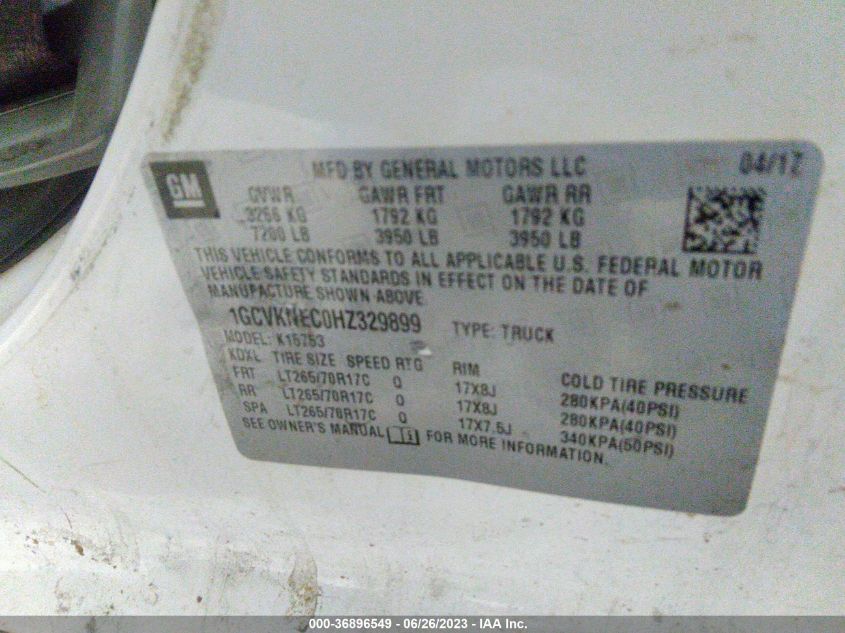 GM
MFD BY GENERAL MOTORS LLC 04/17
GVWR GAWR FRT GAWR RR
3266 KG 1792 KG 1792 KG
7200 LB 3950 LB 3950 LB
THIS VEHICLE CONFORMS TO ALL APPLICABLE U.S. FEDERAL MOTOR
VEHICLE SAFETY STANDARDS IN EFFECT ON THE DATE OF
MANUFACTURE SHOWN ABOVE.
1GCVKNEC0HZ329899 TYPE: TRUCK
MODEL: K15753
KDXL TIRE SIZE SPEED RTG RIM COLD TIRE PRESSURE
FRT LT265/70R17C Q 17X8J 280KPA(40PSI)
RR LT265/70R17C Q 17X8J 280KPA(40PSI)
SPA LT265/70R17C Q 17X7.5J 340KPA(50PSI)
SEE OWNER'S MANUAL FOR MORE INFORMATION.
000-36896549 - 06/26/2023 - IAA Inc.